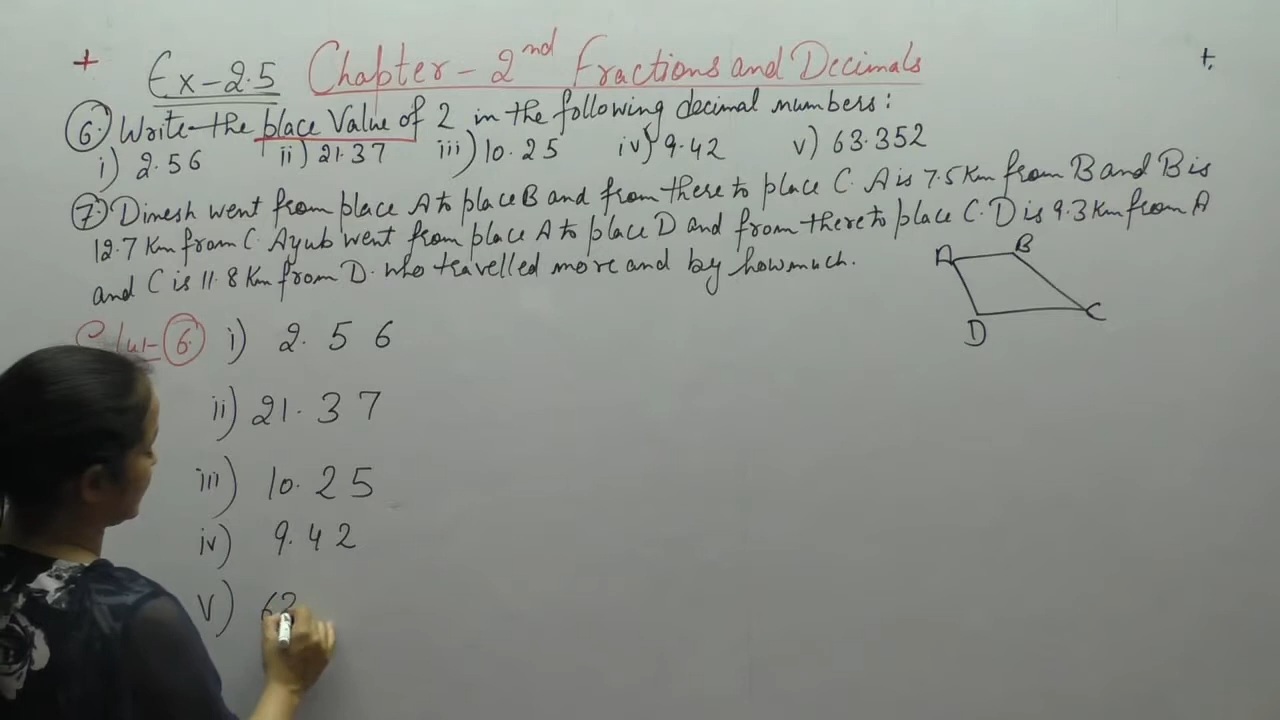 + Ex-2.5 Chapter - 2nd Fractions and Decimals +
6. Write the place Value of 2 in the following decimal numbers:
i) 2.56 ii) 21.37 iii) 10.25 iv) 9.42 v) 63.352
7. Dinesh went from place A to place B and from there to place C. A is 7.5 Km from B and B is
12.7 Km from C. Ayub went from place A to place D and from there to place C. D is 9.3 Km from A
and C is 11.8 Km from D. who travelled more and by how much.
A B
D C
6. i) 2.56
ii) 21.37
iii) 10.25
iv) 9.42
v) 63